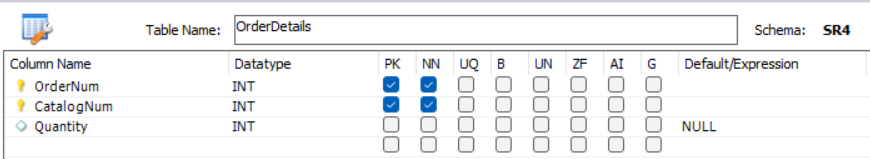 Table Name: OrderDetails Schema: SR4
Column Name Datatype PK NN UQ B UN ZF AI G Default/Expression
OrderNum INT
CatalogNum INT
Quantity INT NULL